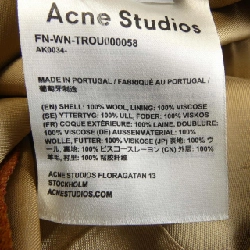 Acne Studios
FN-WN-TROU000058
AK0034-
MADE IN PORTUGAL / FABRIQUÉ AU PORTUGAL /
葡萄牙制造
(EN) SHELL: 100% WOOL, LINING: 100% VISCOSE
(SE) YTTERTYG: 100% ULL, FODER: 100% VISKOS
(FR) COQUE EXTÉRIEURE: 100% LAINE, DOUBLURE:
100% VISCOSE (DE) AUSSENMATERIAL: 100%
WOLLE, FUTTER: 100% VISKOSE (JP) 表地: 100% ウ
ール, 裏地: 100% ビスコースレーヨン (CN) 外层: 100%
羊毛, 衬里: 100% 粘胶纤维
ACNESTUDIOS FLORAGATAN 13
STOCKHOLM
ACNESTUDIOS.COM